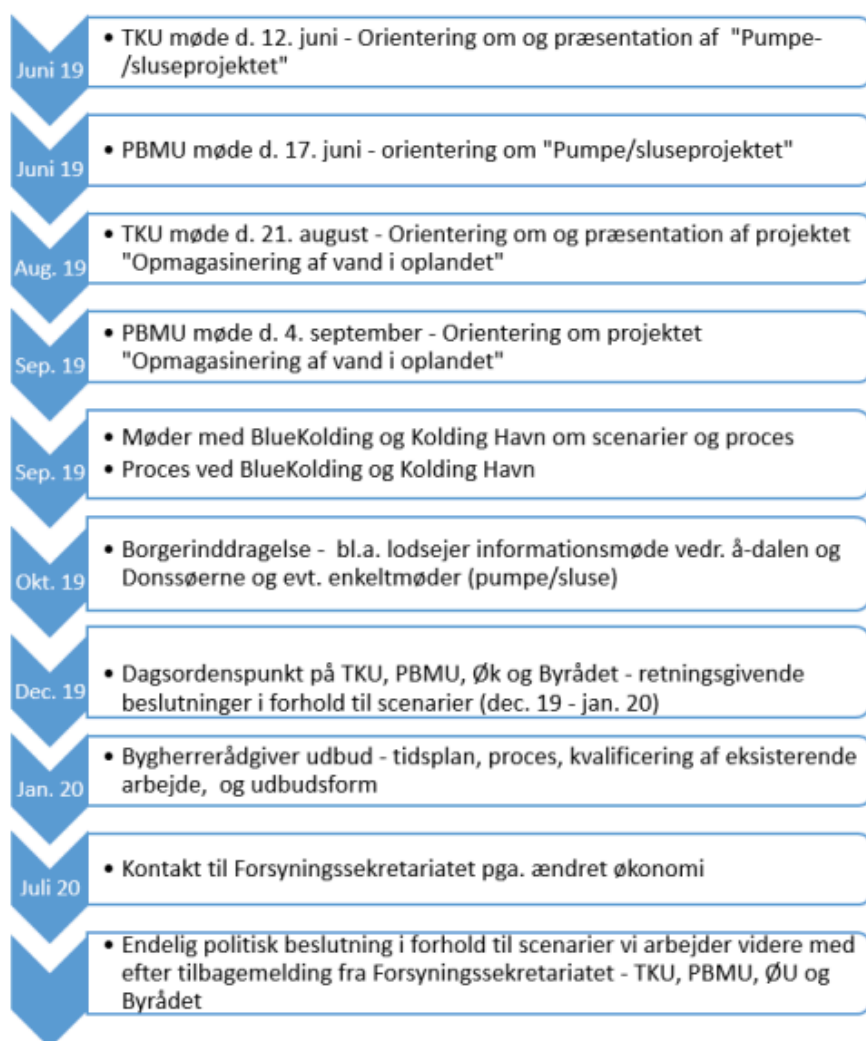 Juni 19
• TKU møde d. 12. juni - Orientering om og præsentation af "Pumpe-
/sluseprojektet"
Juni 19
• PBMU møde d. 17. juni - orientering om "Pumpe/sluseprojektet"
Aug. 19
• TKU møde d. 21. august - Orientering om og præsentation af projektet
"Opmagasinering af vand i oplandet"
Sep. 19
• PBMU møde d. 4. september - Orientering om projektet
"Opmagasinering af vand i oplandet"
Sep. 19
• Møder med BlueKolding og Kolding Havn om scenarier og proces
• Proces ved BlueKolding og Kolding Havn
Okt. 19
• Borgerinddragelse - bl.a. lodsejer informationsmøde vedr. å-dalen og
Donssøerne og evt. enkeltmøder (pumpe/sluse)
Dec. 19
• Dagsordenspunkt på TKU, PBMU, Øk og Byrådet - retningsgivende
beslutninger i forhold til scenarier (dec. 19 - jan. 20)
Jan. 20
• Bygherrerådgiver udbud - tidsplan, proces, kvalificering af eksisterende
arbejde, og udbudsform
Juli 20
• Kontakt til Forsyningssekretariatet pga. ændret økonomi
• Endelig politisk beslutning i forhold til scenarier vi arbejder videre med
efter tilbagemelding fra Forsyningssekretariatet - TKU, PBMU, ØU og
Byrådet